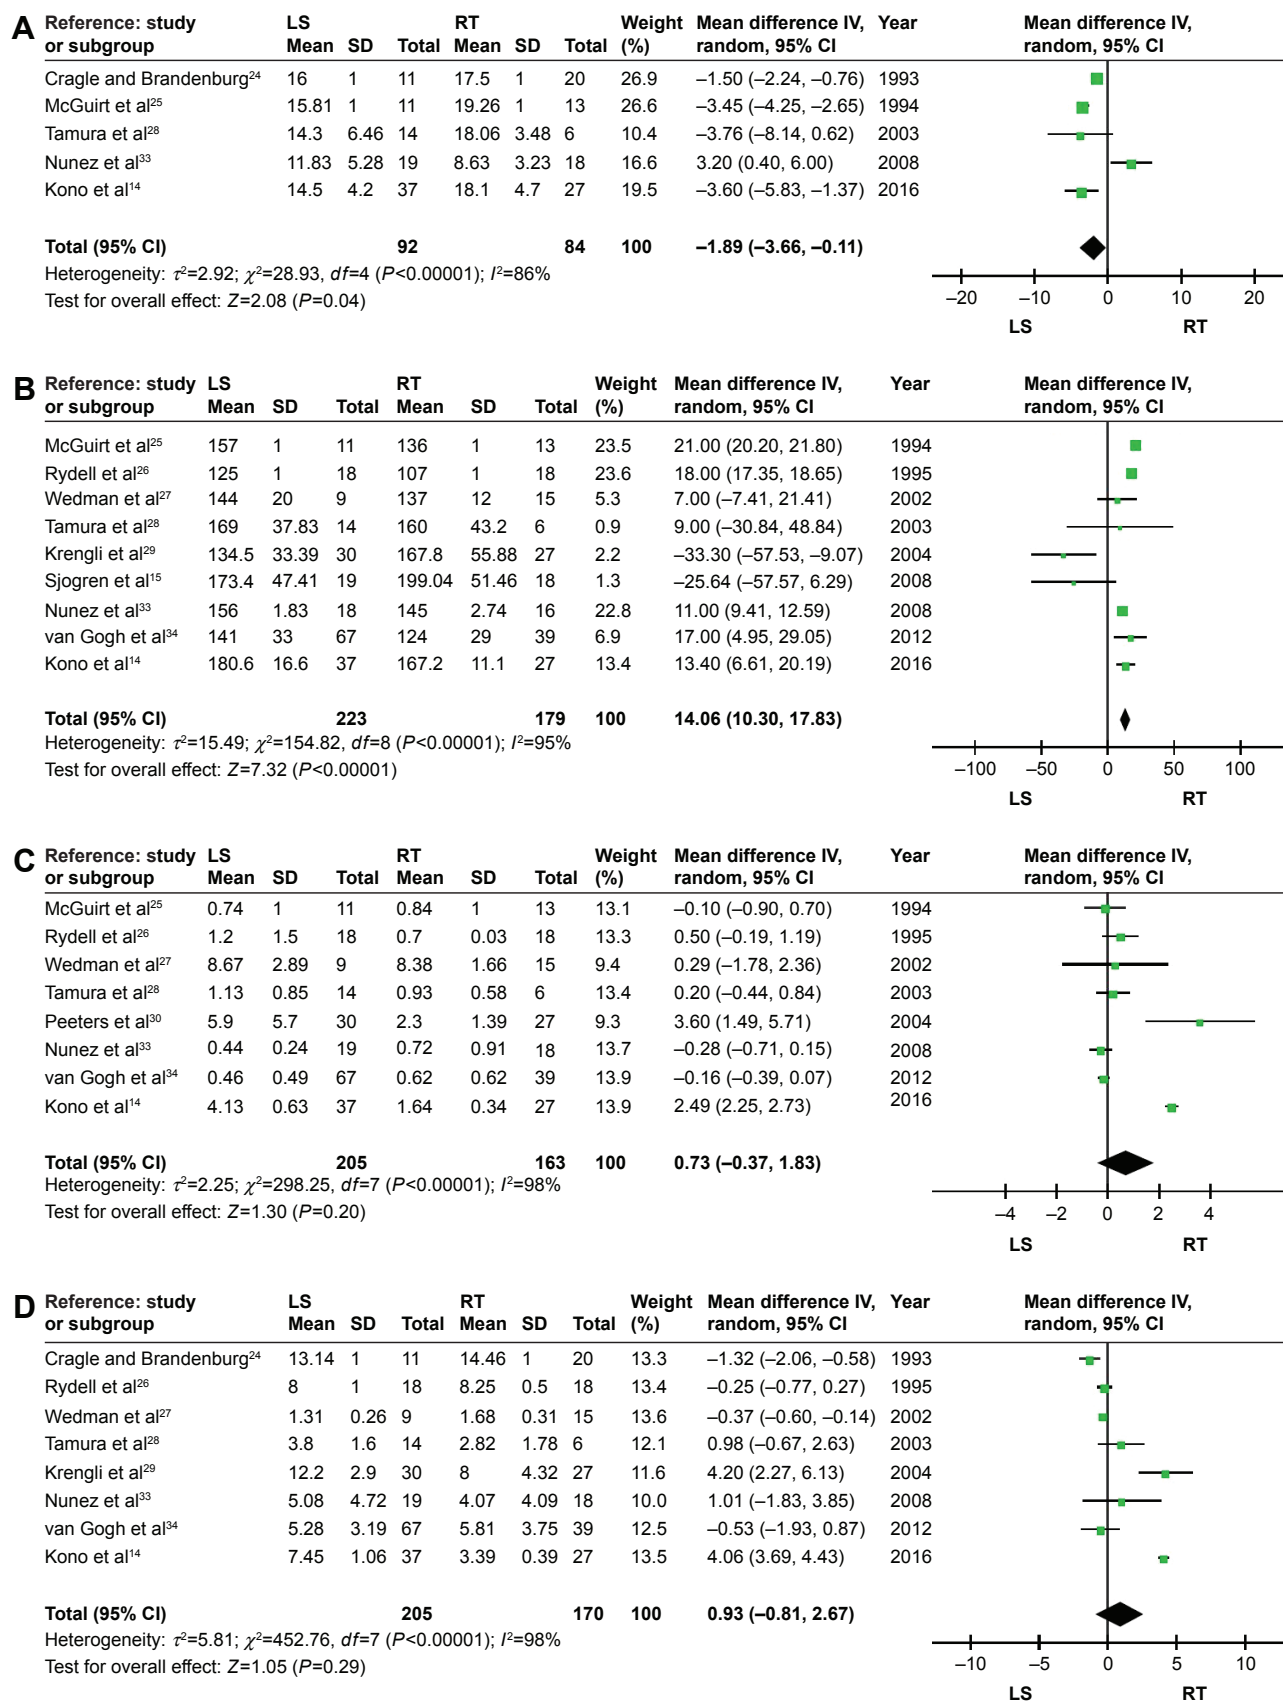 A Reference: study LS RT Weight Mean difference IV, Year Mean difference IV,
or subgroup Mean SD Total Mean SD Total (%) random, 95% CI random, 95% CI
Cragle and Brandenburg24 16 1 11 17.5 1 20 26.9 –1.50 (–2.24, –0.76) 1993
McGuirt et al25 15.81 1 11 19.26 1 13 26.6 –3.45 (–4.25, –2.65) 1994
Tamura et al28 14.3 6.46 14 18.06 3.48 6 10.4 –3.76 (–8.14, 0.62) 2003
Nunez et al33 11.83 5.28 19 8.63 3.23 18 16.6 3.20 (0.40, 6.00) 2008
Kono et al14 14.5 4.2 37 18.1 4.7 27 19.5 –3.60 (–5.83, –1.37) 2016
Total (95% CI) 92 84 100 –1.89 (–3.66, –0.11)
Heterogeneity: τ²=2.92; χ²=28.93, df=4 (P<0.00001); I²=86%
Test for overall effect: Z=2.08 (P=0.04)
–20 –10 0 10 20
LS RT
B Reference: study LS RT Weight Mean difference IV, Year Mean difference IV,
or subgroup Mean SD Total Mean SD Total (%) random, 95% CI random, 95% CI
McGuirt et al25 157 1 11 136 1 13 23.5 21.00 (20.20, 21.80) 1994
Rydell et al26 125 1 18 107 1 18 23.6 18.00 (17.35, 18.65) 1995
Wedman et al27 144 20 9 137 12 15 5.3 7.00 (–7.41, 21.41) 2002
Tamura et al28 169 37.83 14 160 43.2 6 0.9 9.00 (–30.84, 48.84) 2003
Krengli et al29 134.5 33.39 30 167.8 55.88 27 2.2 –33.30 (–57.53, –9.07) 2004
Sjogren et al15 173.4 47.41 19 199.04 51.46 18 1.3 –25.64 (–57.57, 6.29) 2008
Nunez et al33 156 1.83 18 145 2.74 16 22.8 11.00 (9.41, 12.59) 2008
van Gogh et al34 141 33 67 124 29 39 6.9 17.00 (4.95, 29.05) 2012
Kono et al14 180.6 16.6 37 167.2 11.1 27 13.4 13.40 (6.61, 20.19) 2016
Total (95% CI) 223 179 100 14.06 (10.30, 17.83)
Heterogeneity: τ²=15.49; χ²=154.82, df=8 (P<0.00001); I²=95%
Test for overall effect: Z=7.32 (P<0.00001)
–100 –50 0 50 100
LS RT
C Reference: study LS RT Weight Mean difference IV, Year Mean difference IV,
or subgroup Mean SD Total Mean SD Total (%) random, 95% CI random, 95% CI
McGuirt et al25 0.74 1 11 0.84 1 13 13.1 –0.10 (–0.90, 0.70) 1994
Rydell et al26 1.2 1.5 18 0.7 0.03 18 13.3 0.50 (–0.19, 1.19) 1995
Wedman et al27 8.67 2.89 9 8.38 1.66 15 9.4 0.29 (–1.78, 2.36) 2002
Tamura et al28 1.13 0.85 14 0.93 0.58 6 13.4 0.20 (–0.44, 0.84) 2003
Peeters et al30 5.9 5.7 30 2.3 1.39 27 9.3 3.60 (1.49, 5.71) 2004
Nunez et al33 0.44 0.24 19 0.72 0.91 18 13.7 –0.28 (–0.71, 0.15) 2008
van Gogh et al34 0.46 0.49 67 0.62 0.62 39 13.9 –0.16 (–0.39, 0.07) 2012
Kono et al14 4.13 0.63 37 1.64 0.34 27 13.9 2.49 (2.25, 2.73) 2016
Total (95% CI) 205 163 100 0.73 (–0.37, 1.83)
Heterogeneity: τ²=2.25; χ²=298.25, df=7 (P<0.00001); I²=98%
Test for overall effect: Z=1.30 (P=0.20)
–4 –2 0 2 4
LS RT
D Reference: study LS RT Weight Mean difference IV, Year Mean difference IV,
or subgroup Mean SD Total Mean SD Total (%) random, 95% CI random, 95% CI
Cragle and Brandenburg24 13.14 1 11 14.46 1 20 13.3 –1.32 (–2.06, –0.58) 1993
Rydell et al26 8 1 18 8.25 0.5 18 13.4 –0.25 (–0.77, 0.27) 1995
Wedman et al27 1.31 0.26 9 1.68 0.31 15 13.6 –0.37 (–0.60, –0.14) 2002
Tamura et al28 3.8 1.6 14 2.82 1.78 6 12.1 0.98 (–0.67, 2.63) 2003
Krengli et al29 12.2 2.9 30 8 4.32 27 11.6 4.20 (2.27, 6.13) 2004
Nunez et al33 5.08 4.72 19 4.07 4.09 18 10.0 1.01 (–1.83, 3.85) 2008
van Gogh et al34 5.28 3.19 67 5.81 3.75 39 12.5 –0.53 (–1.93, 0.87) 2012
Kono et al14 7.45 1.06 37 3.39 0.39 27 13.5 4.06 (3.69, 4.43) 2016
Total (95% CI) 205 170 100 0.93 (–0.81, 2.67)
Heterogeneity: τ²=5.81; χ²=452.76, df=7 (P<0.00001); I²=98%
Test for overall effect: Z=1.05 (P=0.29)
–10 –5 0 5 10
LS RT